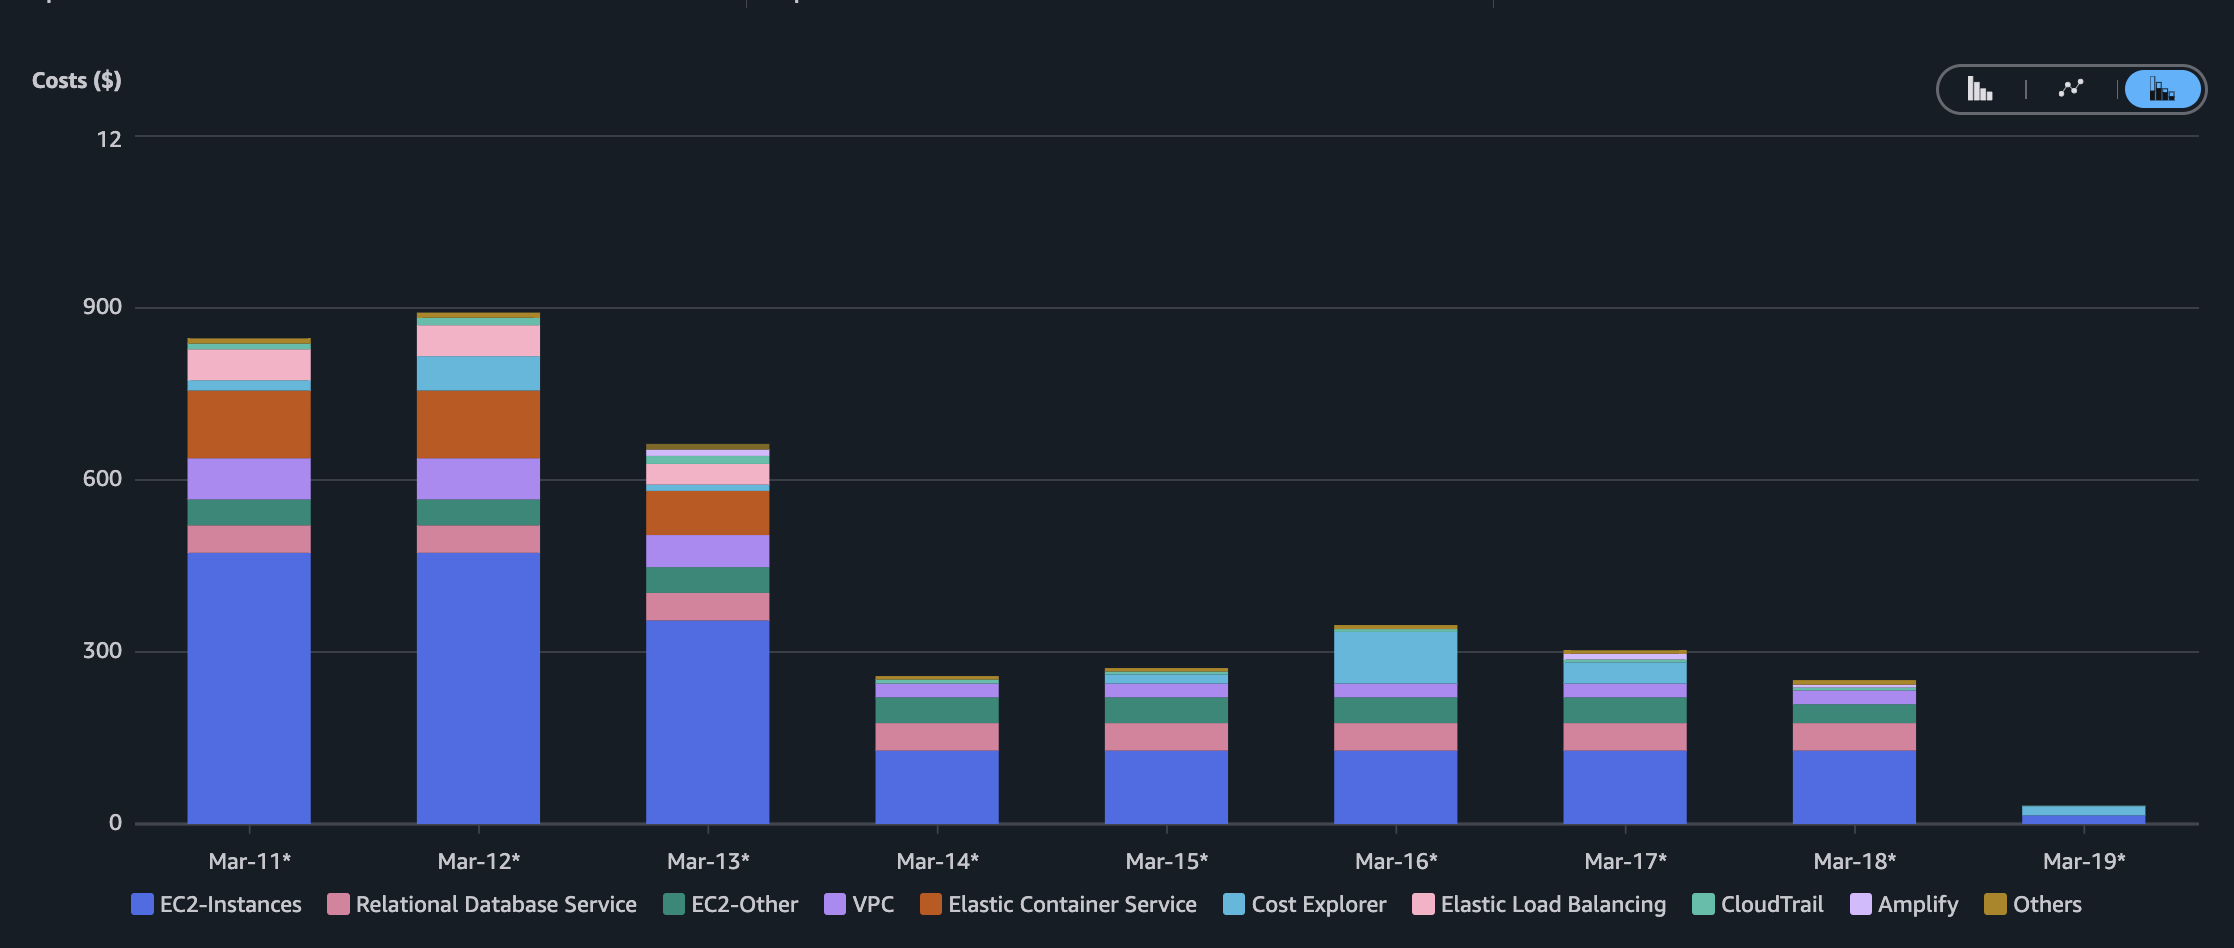 Costs ($)
12
900
600
300
0
Mar-11* Mar-12* Mar-13* Mar-14* Mar-15* Mar-16* Mar-17* Mar-18* Mar-19*
EC2-Instances Relational Database Service EC2-Other VPC Elastic Container Service Cost Explorer Elastic Load Balancing CloudTrail Amplify Others